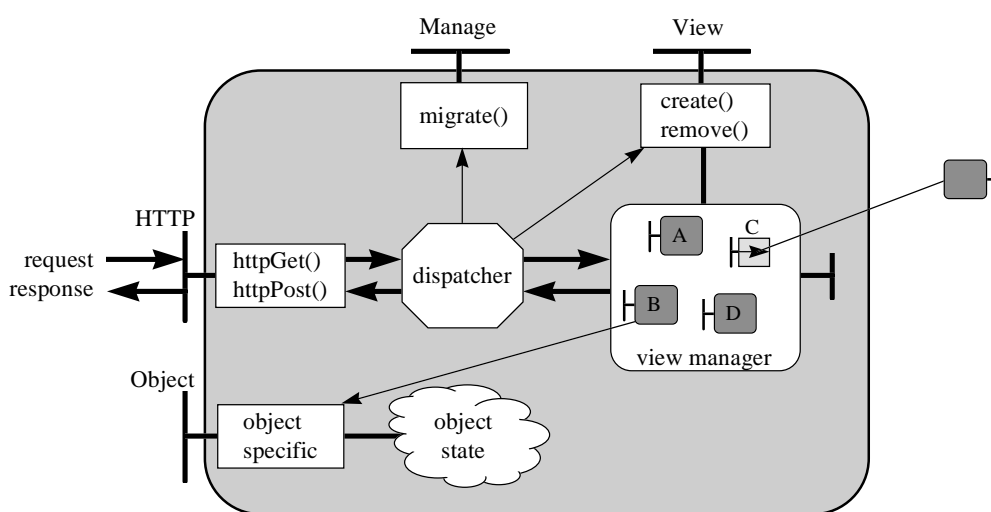 Manage
View
migrate()
create()
remove()
HTTP
request
response
httpGet()
httpPost()
dispatcher
A
C
B
D
view manager
Object
object
specific
object
state